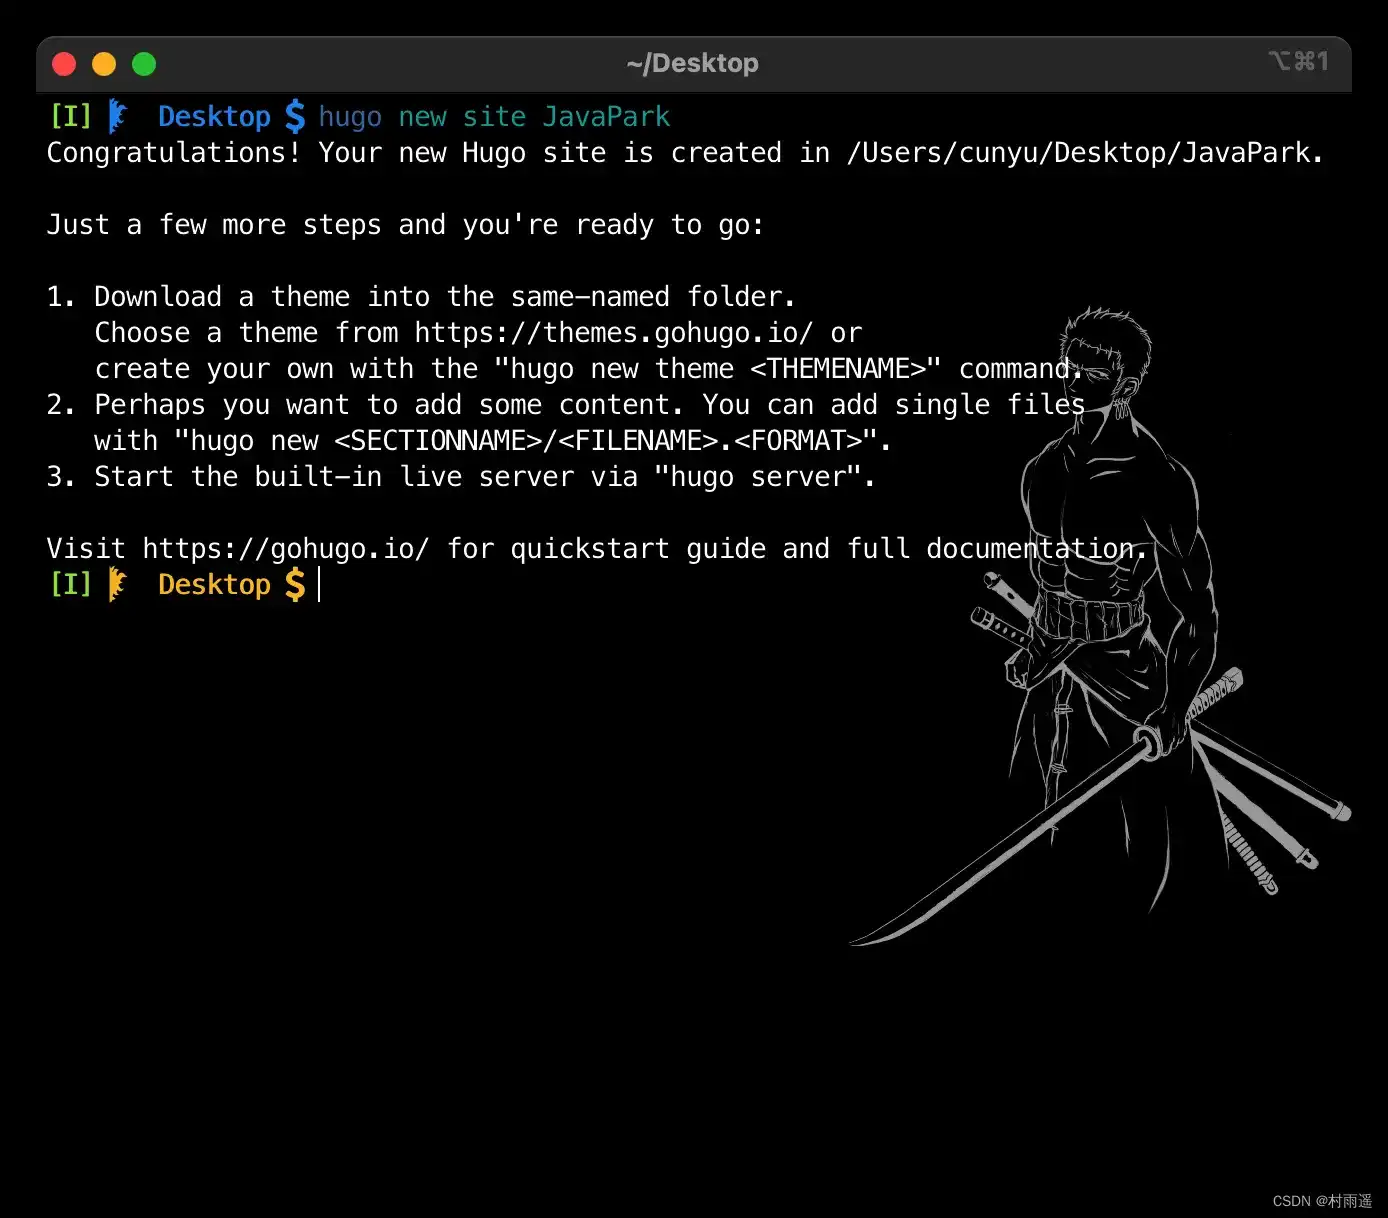 ~/Desktop ⌥⌘1
[I] Desktop $ hugo new site JavaPark
Congratulations! Your new Hugo site is created in /Users/cunyu/Desktop/JavaPark.
Just a few more steps and you're ready to go:
1. Download a theme into the same-named folder.
Choose a theme from https://themes.gohugo.io/ or
create your own with the "hugo new theme <THEMENAME>" command.
2. Perhaps you want to add some content. You can add single files
with "hugo new <SECTIONNAME>/<FILENAME>.<FORMAT>".
3. Start the built-in live server via "hugo server".
Visit https://gohugo.io/ for quickstart guide and full documentation.
[I] Desktop $
CSDN @村雨遥